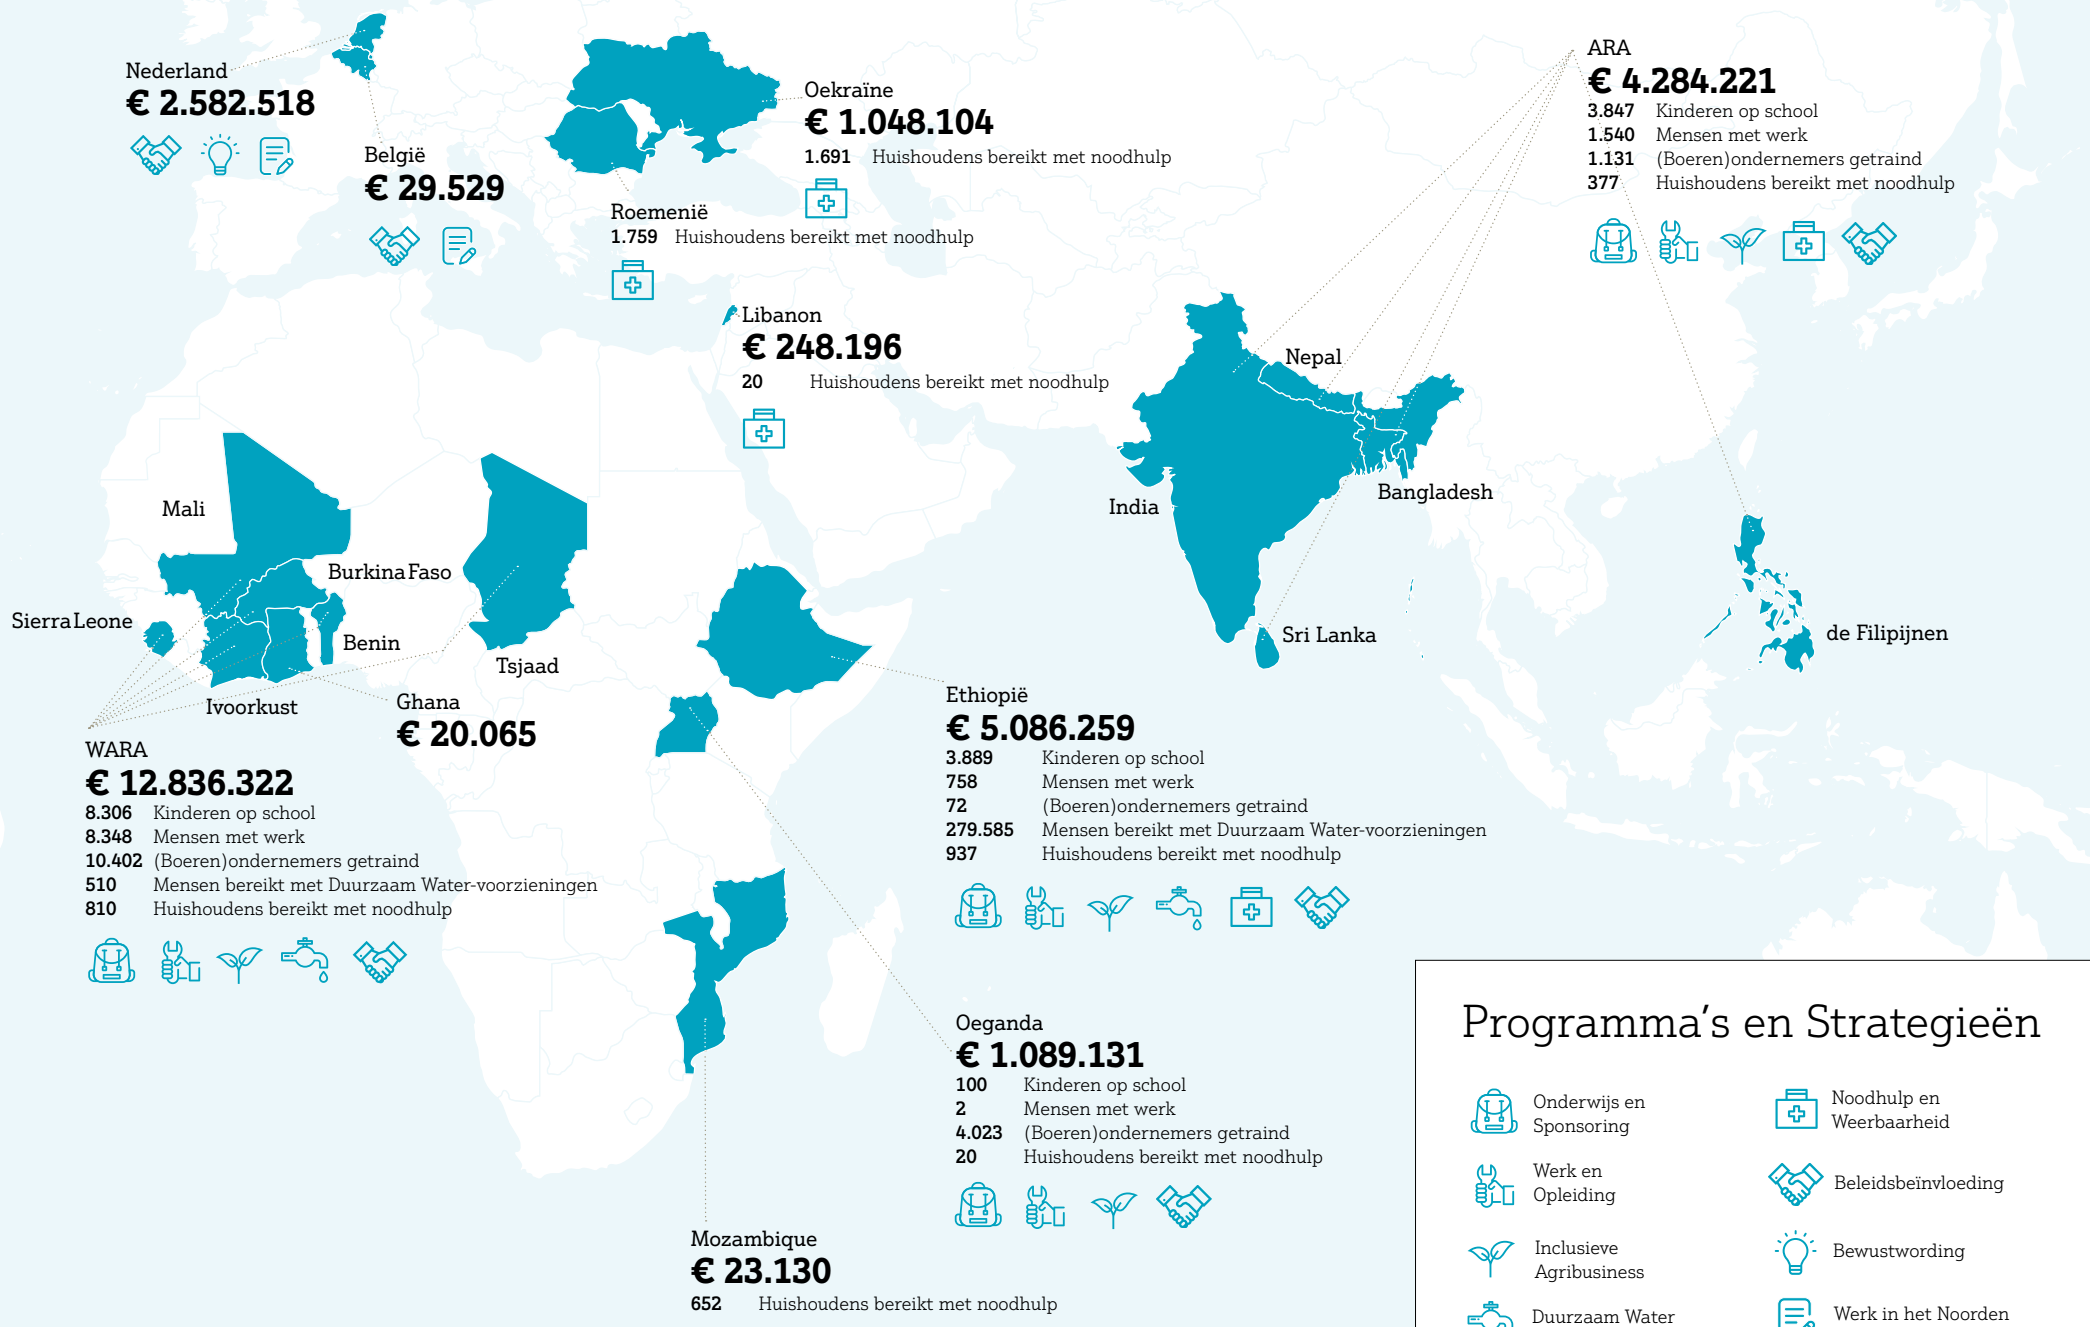 Nederland
€ 2.582.518
België
€ 29.529
Oekraïne
€ 1.048.104
1.691 Huishoudens bereikt met noodhulp
Roemenië
1.759 Huishoudens bereikt met noodhulp
Libanon
€ 248.196
20 Huishoudens bereikt met noodhulp
ARA
€ 4.284.221
3.847 Kinderen op school
1.540 Mensen met werk
1.131 (Boeren)ondernemers getraind
377 Huishoudens bereikt met noodhulp
Nepal
India
Bangladesh
Sri Lanka
de Filipijnen
Mali
Burkina Faso
Sierra Leone
Benin
Tsjaad
Ivoorkust
Ghana
€ 20.065
WARA
€ 12.836.322
8.306 Kinderen op school
8.348 Mensen met werk
10.402 (Boeren)ondernemers getraind
510 Mensen bereikt met Duurzaam Water-voorzieningen
810 Huishoudens bereikt met noodhulp
Ethiopië
€ 5.086.259
3.889 Kinderen op school
758 Mensen met werk
72 (Boeren)ondernemers getraind
279.585 Mensen bereikt met Duurzaam Water-voorzieningen
937 Huishoudens bereikt met noodhulp
Oeganda
€ 1.089.131
100 Kinderen op school
2 Mensen met werk
4.023 (Boeren)ondernemers getraind
20 Huishoudens bereikt met noodhulp
Mozambique
€ 23.130
652 Huishoudens bereikt met noodhulp
Programma's en Strategieën
Onderwijs en
Sponsoring
Werk en
Opleiding
Inclusieve
Agribusiness
Duurzaam Water
Noodhulp en
Weerbaarheid
Beleidsbeïnvloeding
Bewustwording
Werk in het Noorden